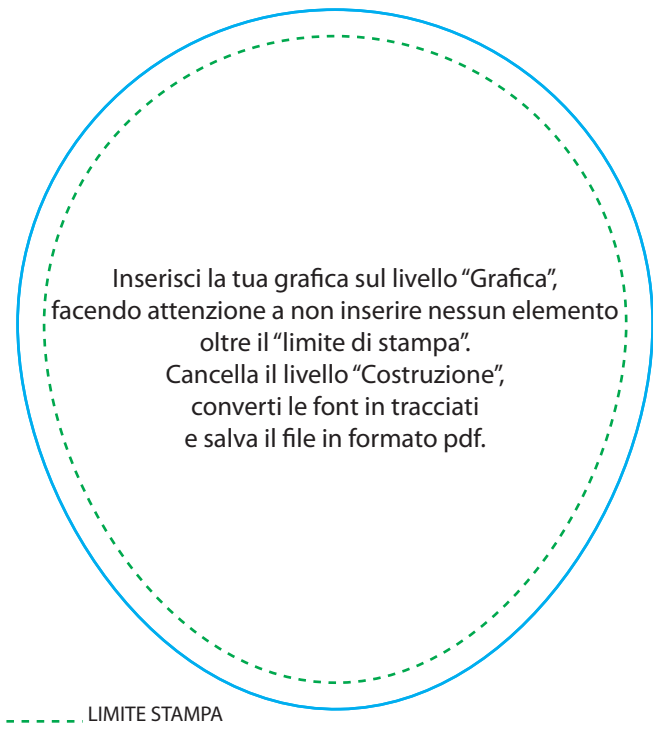 Inserisci la tua grafica sul livello “Grafica”,
facendo attenzione a non inserire nessun elemento
oltre il “limite di stampa”.
Cancella il livello “Costruzione”,
converti le font in tracciati
e salva il file in formato pdf.
LIMITE STAMPA